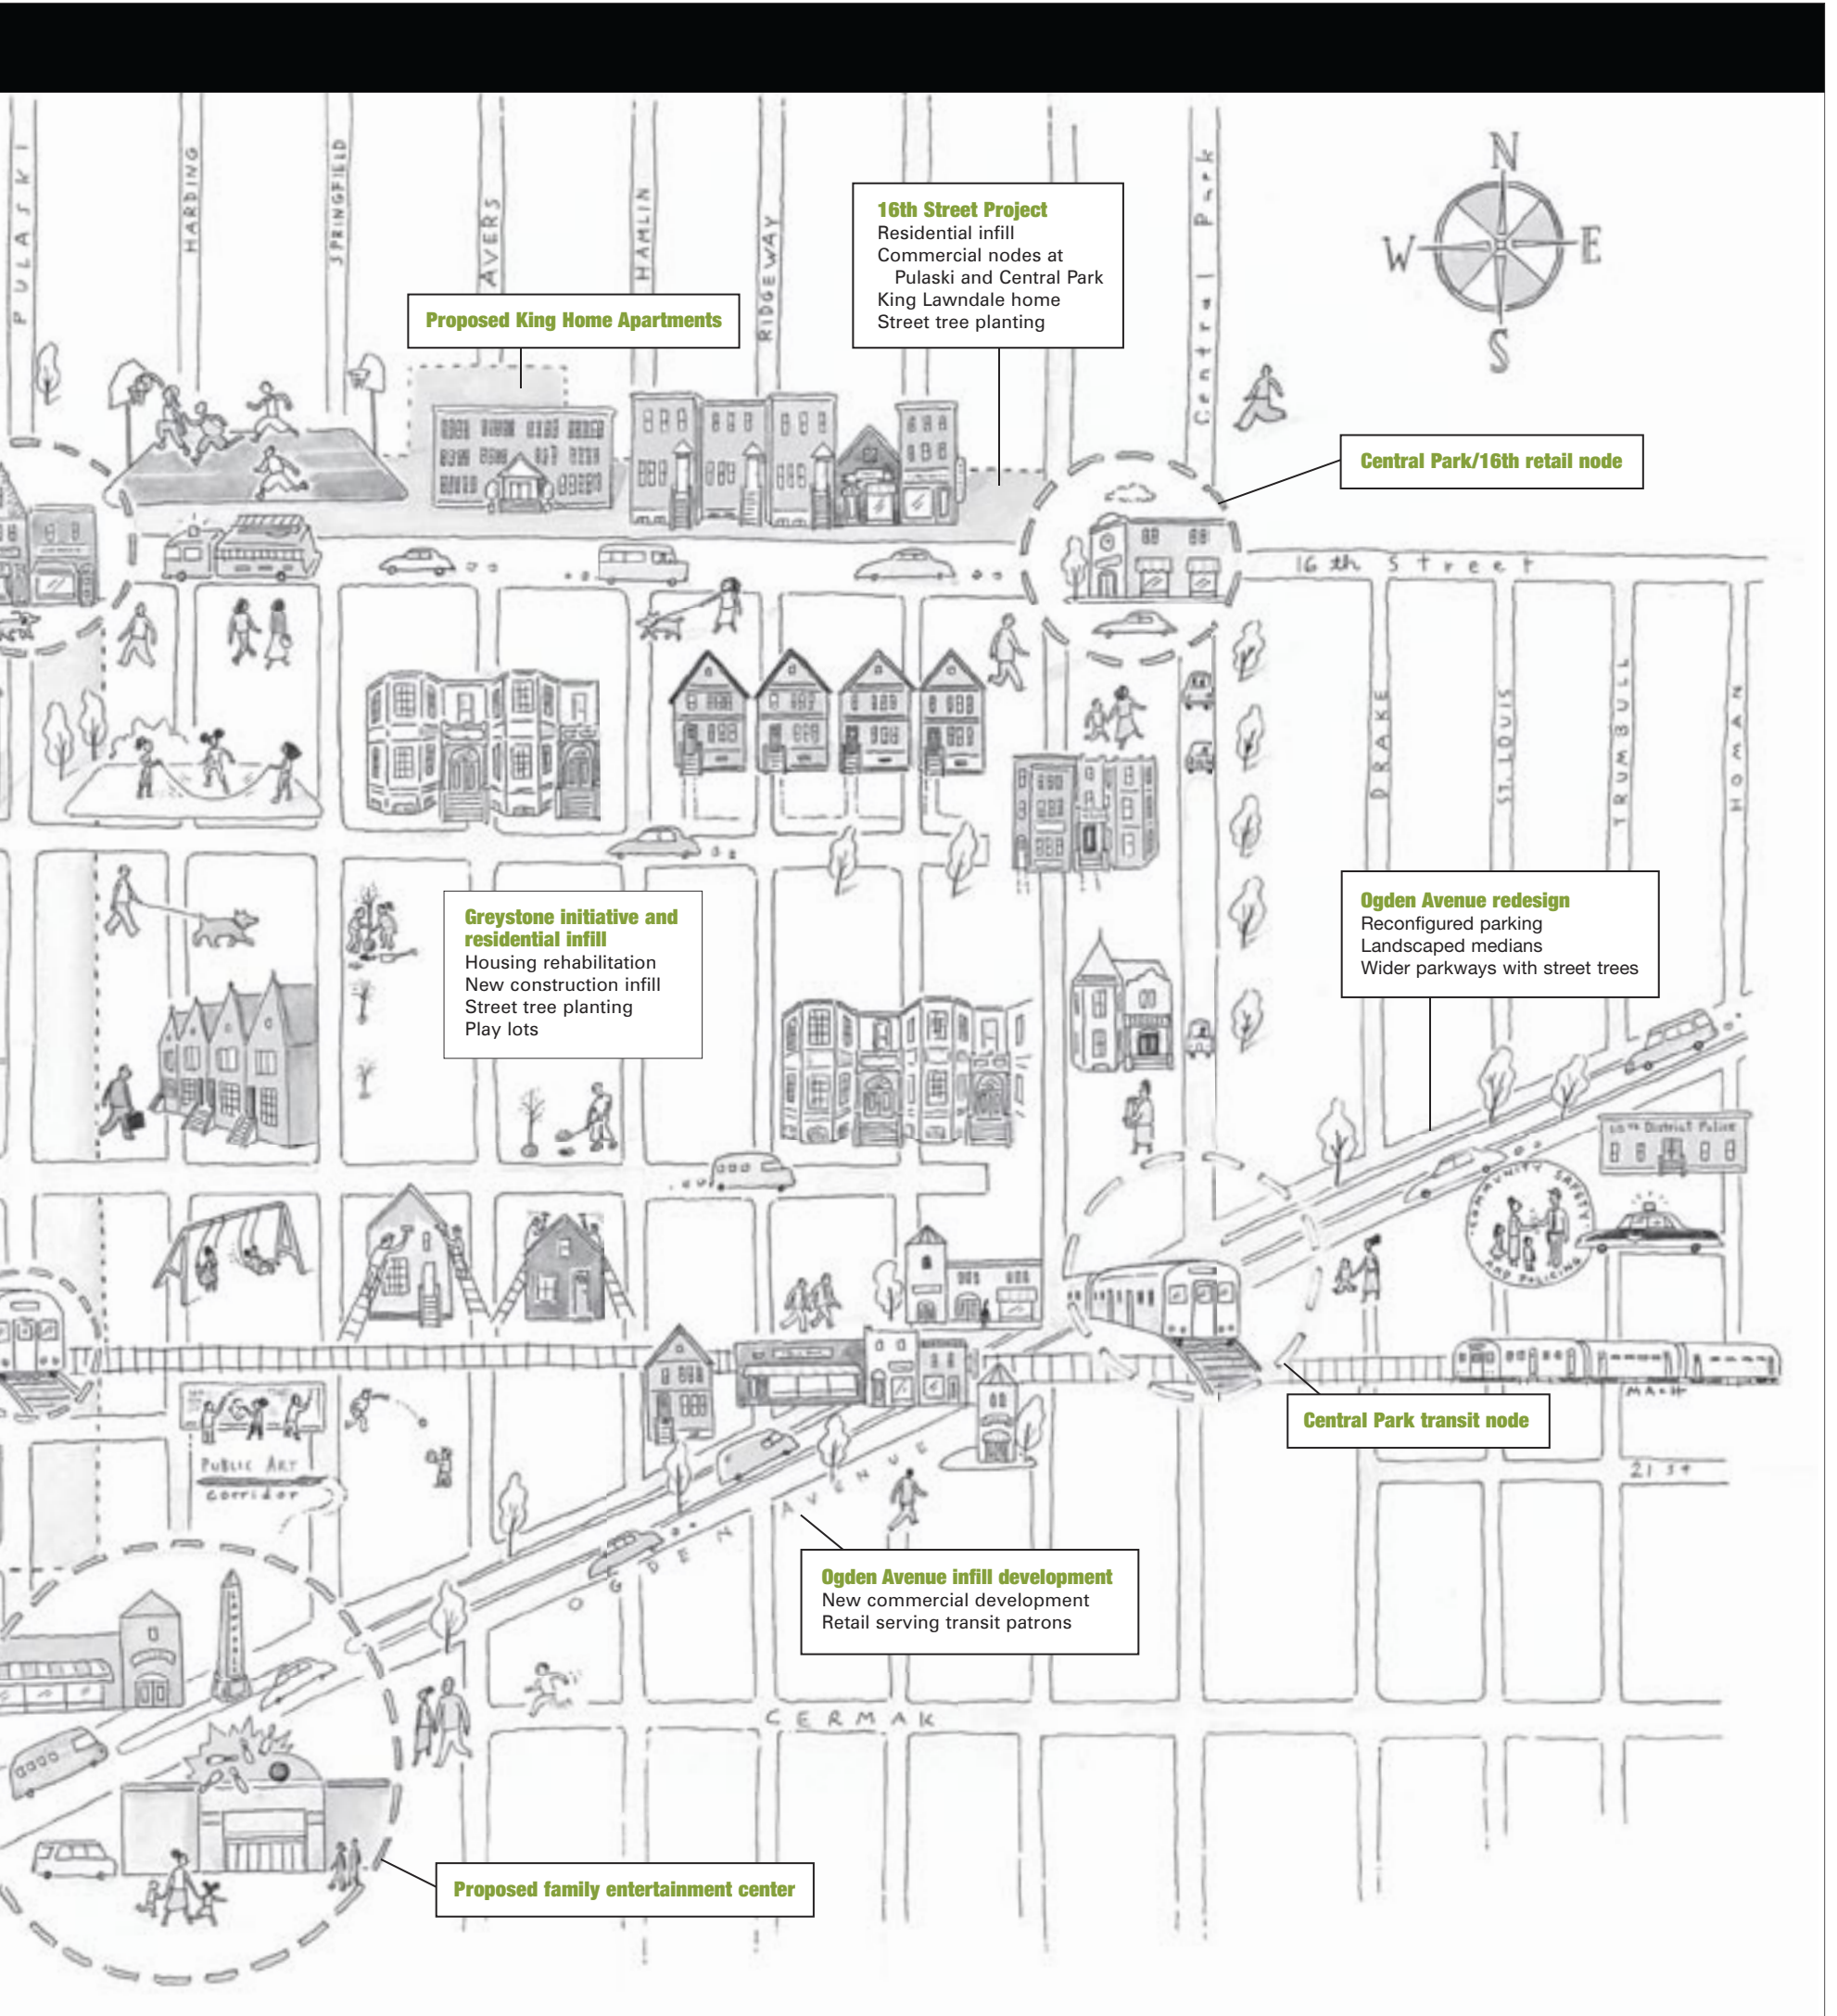 PULASKI
HARDING
SPRINGFIELD
AVERS
HAMLIN
RIDGEWAY
Central Park
N
W
E
S
16th Street Project
Residential infill
Commercial nodes at
Pulaski and Central Park
King Lawndale home
Street tree planting
Proposed King Home Apartments
Central Park/16th retail node
16th Street
DRAKE
ST. LOUIS
TRUMBULL
HOMAN
Greystone initiative and
residential infill
Housing rehabilitation
New construction infill
Street tree planting
Play lots
Ogden Avenue redesign
Reconfigured parking
Landscaped medians
Wider parkways with street trees
10th District Police
COMMUNITY SAFETY
AND POLICING
Central Park transit node
21st
PUBLIC ART
corridor
OGDEN AVENUE
Ogden Avenue infill development
New commercial development
Retail serving transit patrons
CERMAK
Proposed family entertainment center